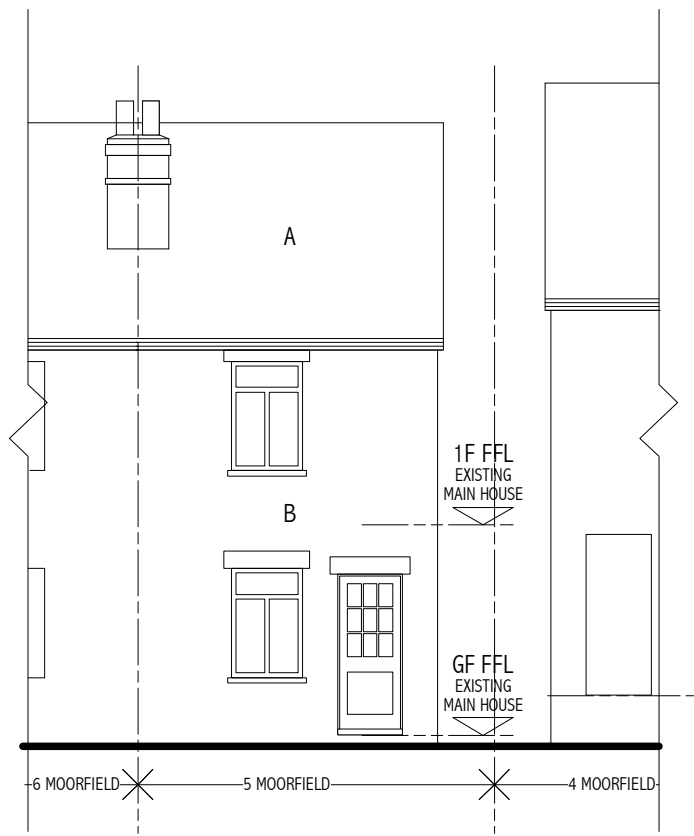 A
1F FFL
EXISTING
MAIN HOUSE
B
GF FFL
EXISTING
MAIN HOUSE
6 MOORFIELD
5 MOORFIELD
4 MOORFIELD